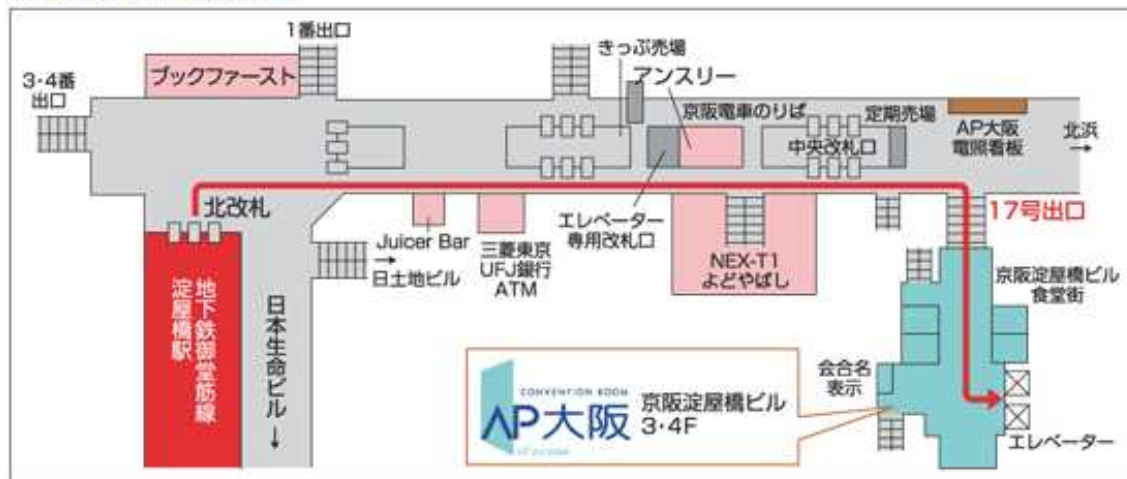 1番出口
きっぷ売場
ブックファースト
アンスリー
3・4番
出口
京阪電車のりば
定期売場
中央改札口
AP大阪
電照看板
北浜
→
北改札
17号出口
エレベーター
専用改札口
Juicer Bar
→
日土地ビル
三菱東京
UFJ銀行
ATM
NEX-T1
よどやばし
地下鉄御堂筋線
淀屋橋駅
日本生命ビル→
京阪淀屋橋ビル
食堂街
会合名
表示
CONVENTION ROOM
AP大阪
京阪淀屋橋ビル
3・4F
エレベーター